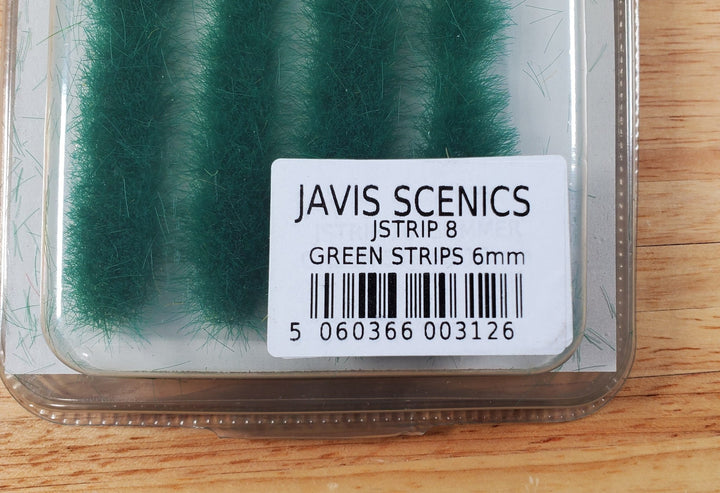 JAVIS SCENICS
JSTRIP 8
GREEN STRIPS 6mm
5 060366 003126